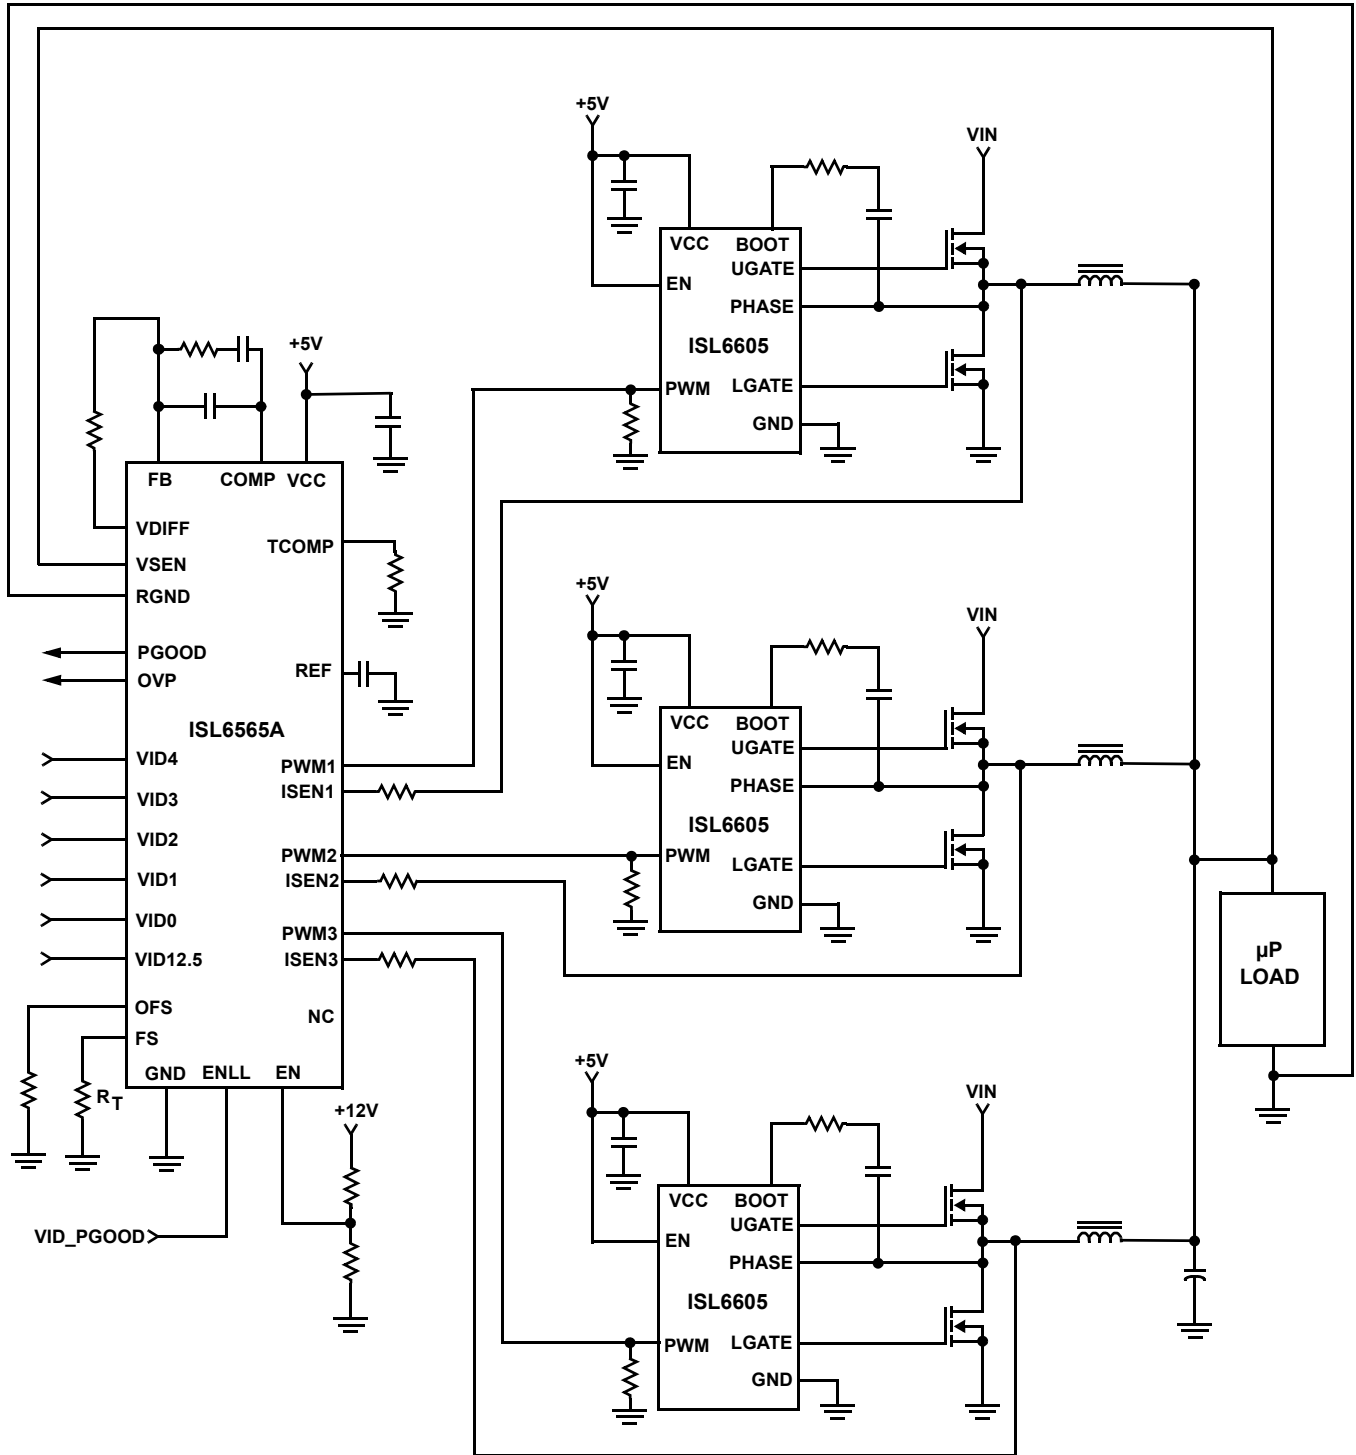 +5V
VIN
VCC
BOOT
UGATE
EN
PHASE
ISL6605
PWM
LGATE
GND
+5V
FB
COMP
VCC
VDIFF
TCOMP
VSEN
RGND
PGOOD
REF
OVP
ISL6565A
VID4
PWM1
ISEN1
VID3
VID2
PWM2
VID1
ISEN2
VID0
PWM3
VID12.5
ISEN3
OFS
NC
FS
GND
ENLL
EN
RT
+12V
VID_PGOOD
+5V
VIN
VCC
BOOT
UGATE
EN
PHASE
ISL6605
PWM
LGATE
GND
µP
LOAD
+5V
VIN
VCC
BOOT
UGATE
EN
PHASE
ISL6605
PWM
LGATE
GND